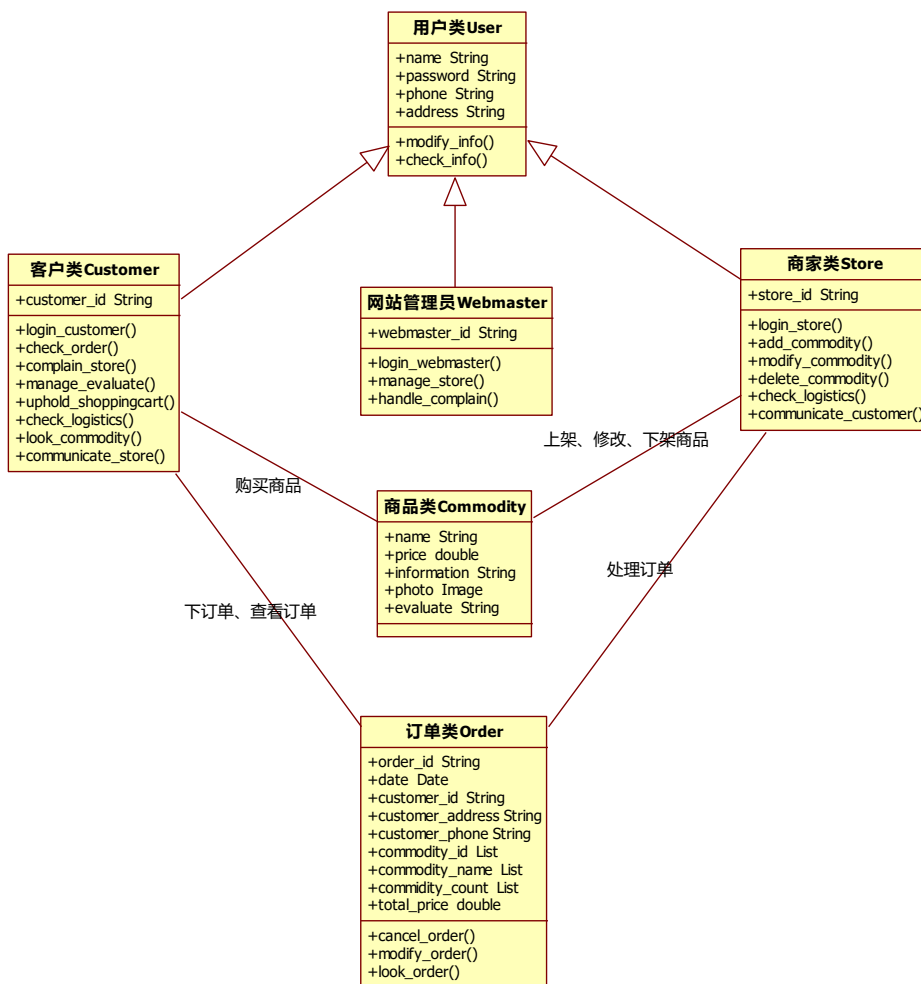 用户类User
+name String
+password String
+phone String
+address String
+modify_info()
+check_info()
客户类Customer
+customer_id String
+login_customer()
+check_order()
+complain_store()
+manage_evaluate()
+uphold_shoppingcart()
+check_logistics()
+look_commodity()
+communicate_store()
网站管理员Webmaster
+webmaster_id String
+login_webmaster()
+manage_store()
+handle_complain()
商家类Store
+store_id String
+login_store()
+add_commodity()
+modify_commodity()
+delete_commodity()
+check_logistics()
+communicate_customer()
上架、修改、下架商品
购买商品
商品类Commodity
+name String
+price double
+information String
+photo Image
+evaluate String
处理订单
下订单、查看订单
订单类Order
+order_id String
+date Date
+customer_id String
+customer_address String
+customer_phone String
+commodity_id List
+commodity_name List
+commidity_count List
+total_price double
+cancel_order()
+modify_order()
+look_order()